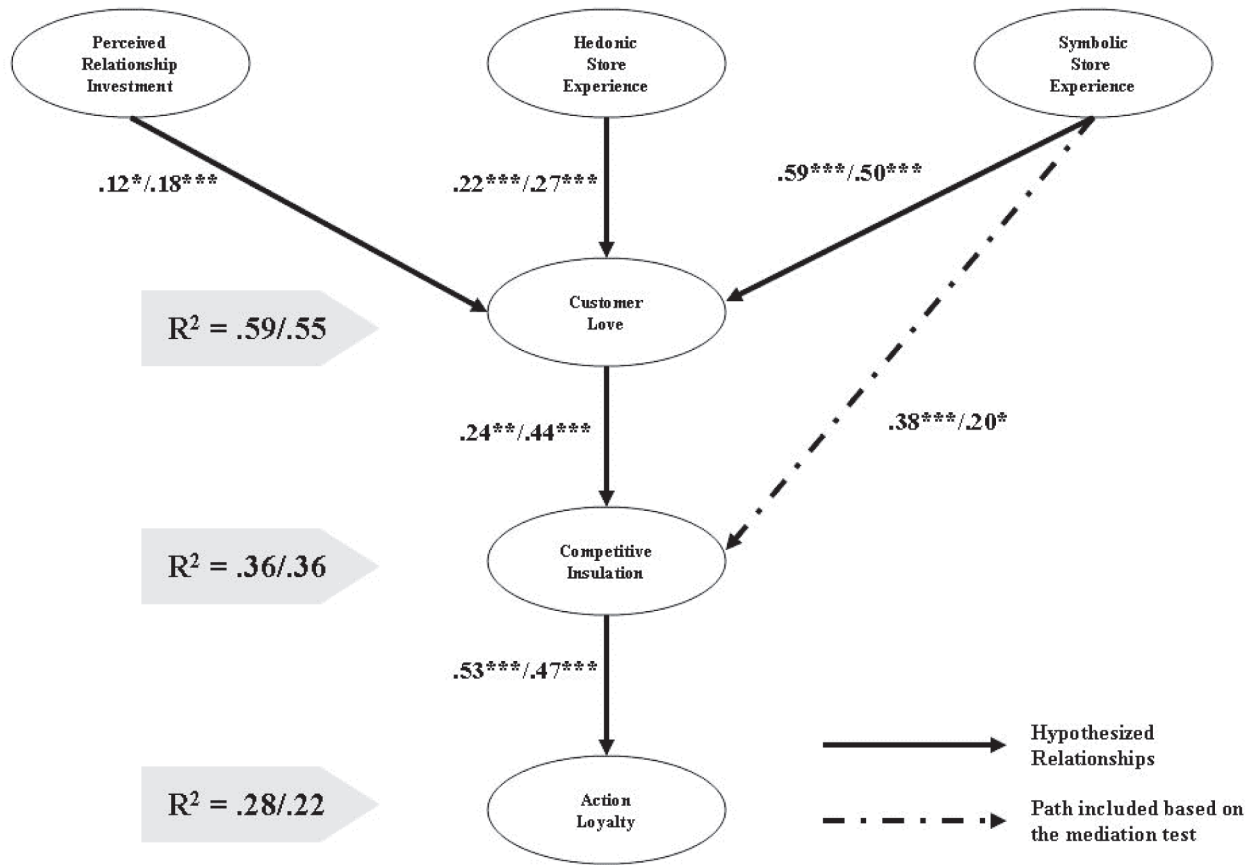 Perceived
Relationship
Investment
Hedonic
Store
Experience
Symbolic
Store
Experience
.12*/.18***
.22***/.27***
.59***/.50***
Customer
Love
R² = .59/.55
.24**/.44***
.38***/.20*
Competitive
Insulation
R² = .36/.36
.53***/.47***
Hypothesized
Relationships
Action
Loyalty
R² = .28/.22
Path included based on
the mediation test